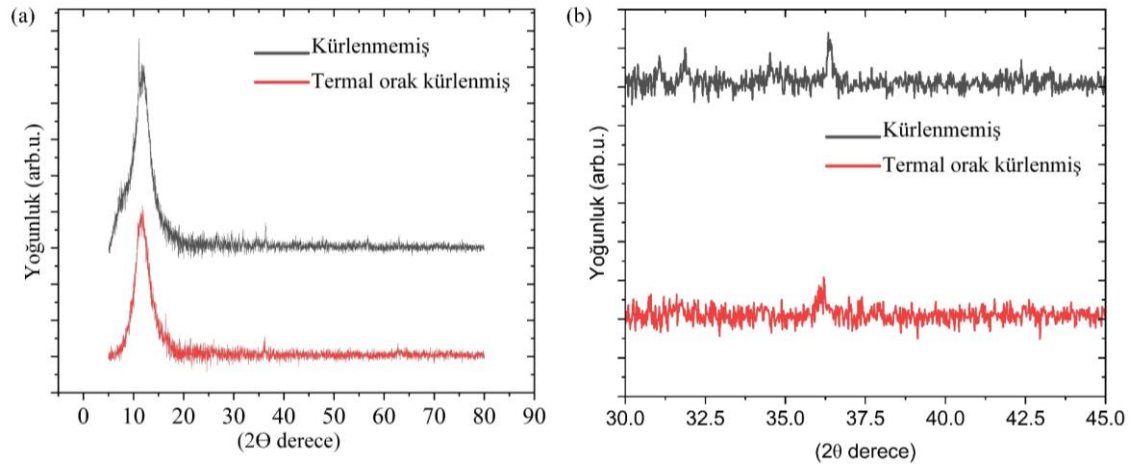 (a)
Kürlenmemiş
Termal orak kürlenmiş
Yoğunluk (arb.u.)
0 10 20 30 40 50 60 70 80 90
(2Ө derece)
(b)
Kürlenmemiş
Termal orak kürlenmiş
Yoğunluk (arb.u.)
30.0 32.5 35.0 37.5 40.0 42.5 45.0
(2θ derece)